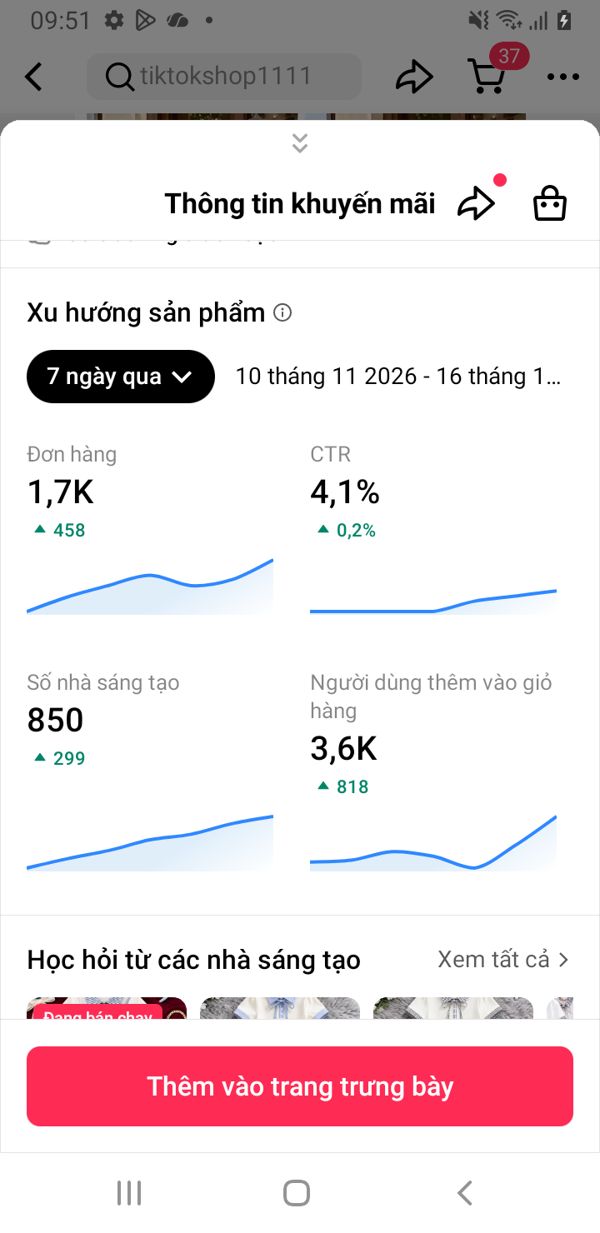 09:51
tiktokshop1111
37
Thông tin khuyến mãi
Xu hướng sản phẩm
7 ngày qua
10 tháng 11 2026 - 16 tháng 1...
Đơn hàng
1,7K
458
CTR
4,1%
0,2%
Số nhà sáng tạo
850
299
Người dùng thêm vào giỏ
hàng
3,6K
818
Học hỏi từ các nhà sáng tạo
Xem tất cả
Đang bán chạy
Thêm vào trang trưng bày